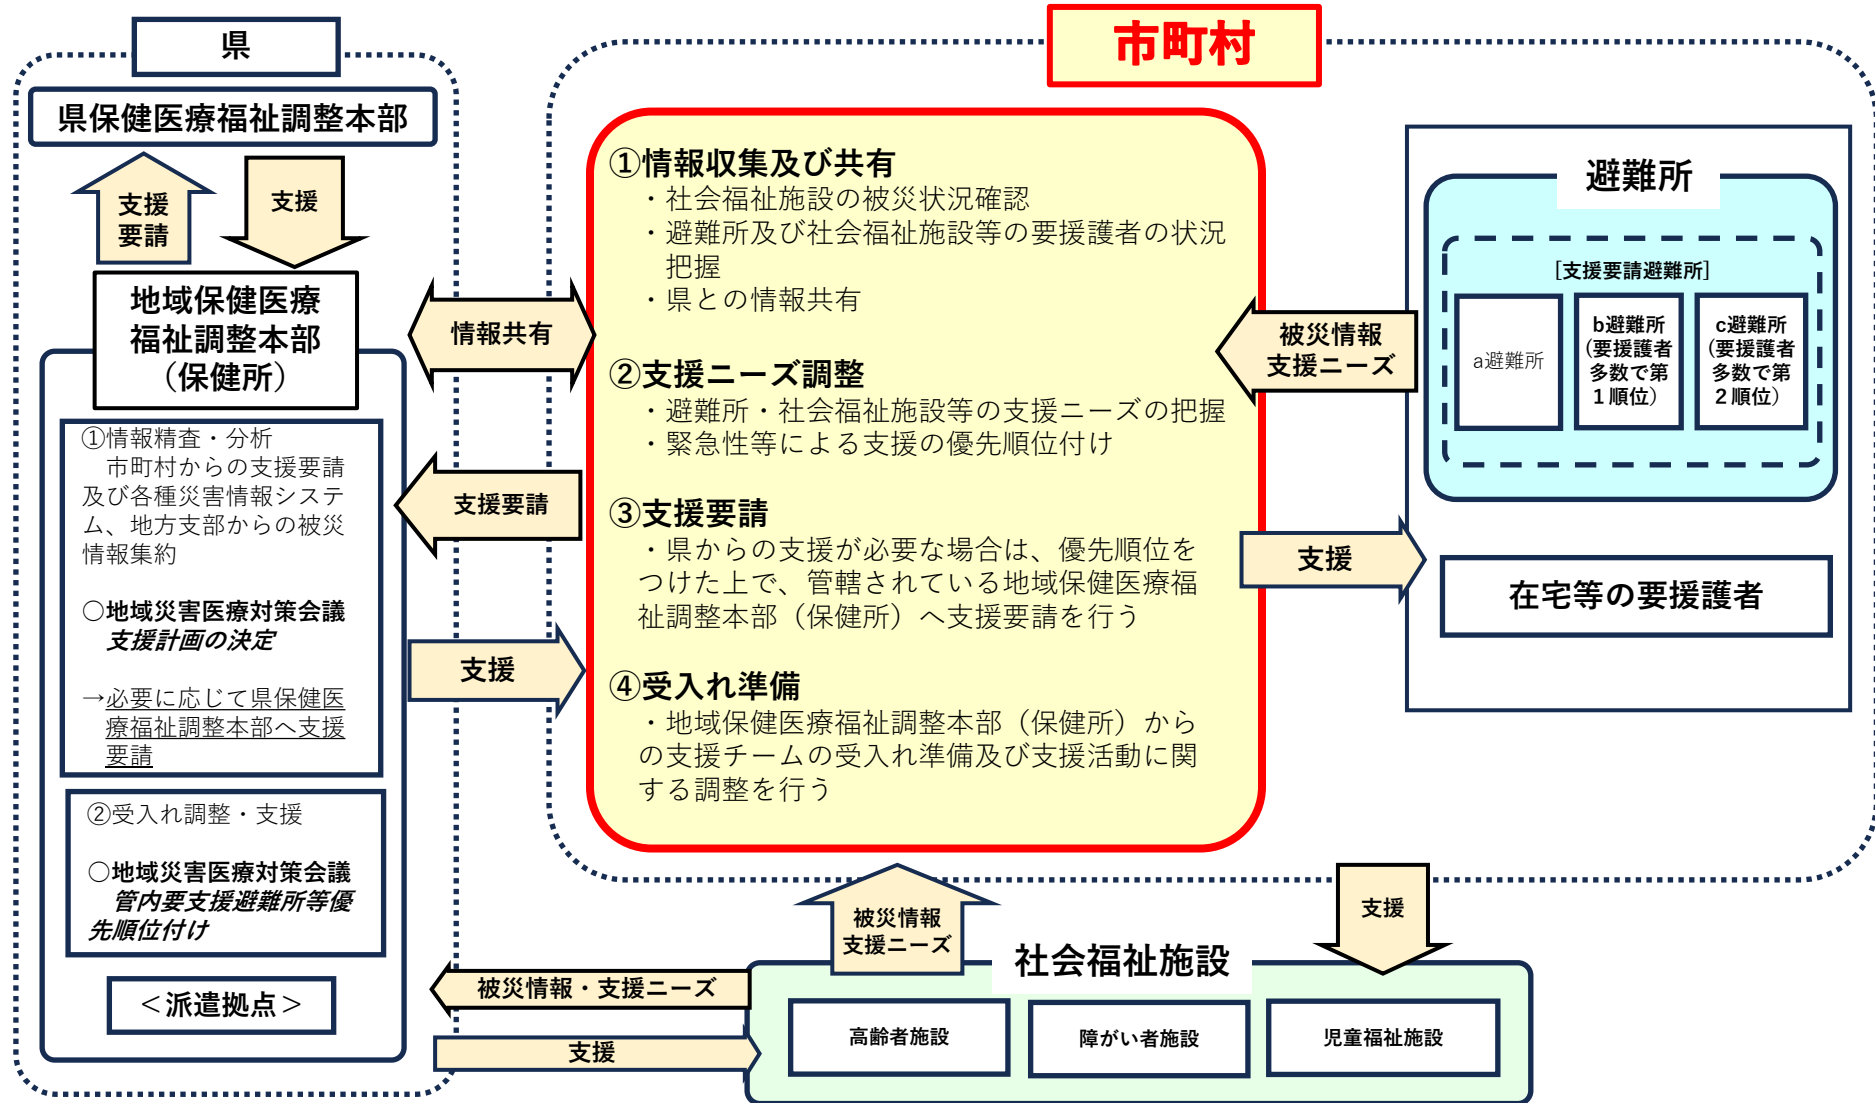 県
県保健医療福祉調整本部
支援
要請
支援
地域保健医療
福祉調整本部
（保健所）
①情報精査・分析
市町村からの支援要請
及び各種災害情報システ
ム、地方支部からの被災
情報集約
○地域災害医療対策会議
支援計画の決定
→必要に応じて県保健医
療福祉調整本部へ支援
要請
②受入れ調整・支援
○地域災害医療対策会議
管内要支援避難所等優
先順位付け
＜派遣拠点＞
情報共有
支援要請
支援
被災情報・支援ニーズ
支援
市町村
①情報収集及び共有
・社会福祉施設の被災状況確認
・避難所及び社会福祉施設等の要援護者の状況
把握
・県との情報共有
②支援ニーズ調整
・避難所・社会福祉施設等の支援ニーズの把握
・緊急性等による支援の優先順位付け
③支援要請
・県からの支援が必要な場合は、優先順位を
つけた上で、管轄されている地域保健医療福
祉調整本部（保健所）へ支援要請を行う
④受入れ準備
・地域保健医療福祉調整本部（保健所）から
の支援チームの受入れ準備及び支援活動に関
する調整を行う
被災情報
支援ニーズ
支援
避難所
[支援要請避難所]
a避難所
b避難所
(要援護者
多数で第
１順位）
c避難所
(要援護者
多数で第
２順位）
在宅等の要援護者
被災情報
支援ニーズ
支援
社会福祉施設
高齢者施設
障がい者施設
児童福祉施設